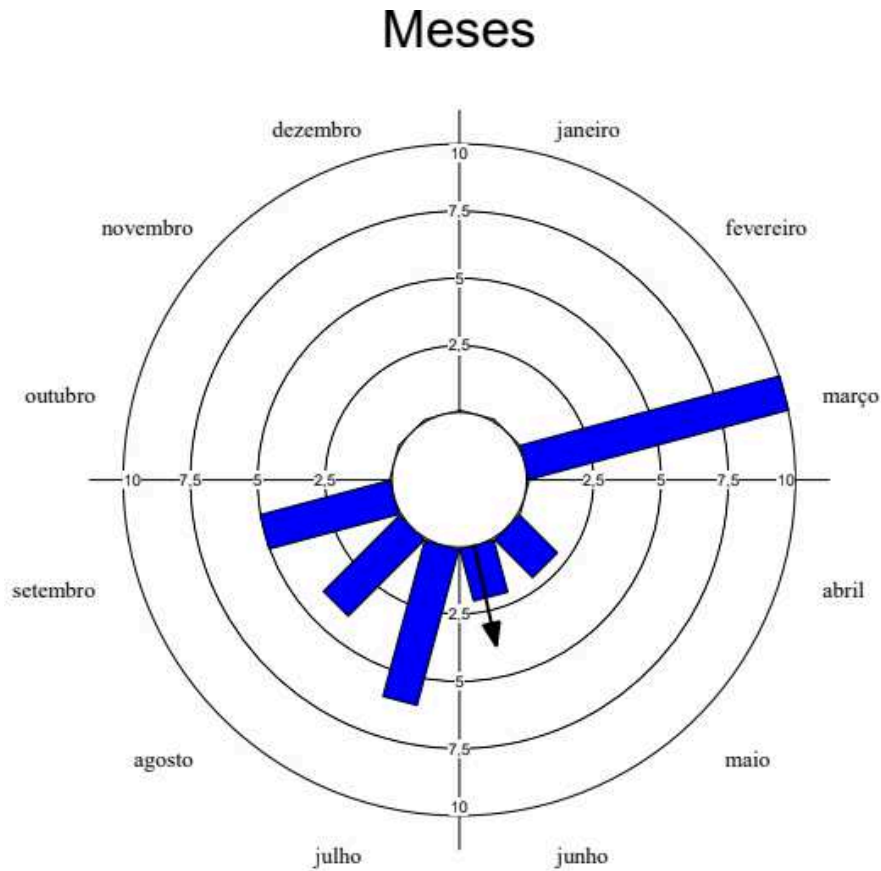 Meses
dezembro
janeiro
10
novembro
7,5
fevereiro
5
2,5
outubro
março
10
7,5
5
2,5
2,5
5
7,5
10
setembro
2,5
abril
5
agosto
7,5
maio
10
julho
junho